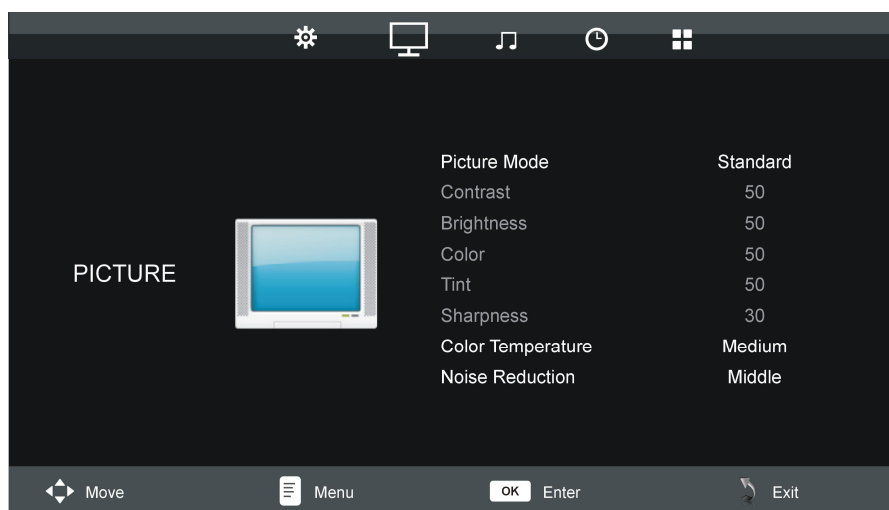 Picture Mode Standard
Contrast 50
Brightness 50
Color 50
PICTURE
Tint 50
Sharpness 30
Color Temperature Medium
Noise Reduction Middle
Move Menu OK Enter Exit